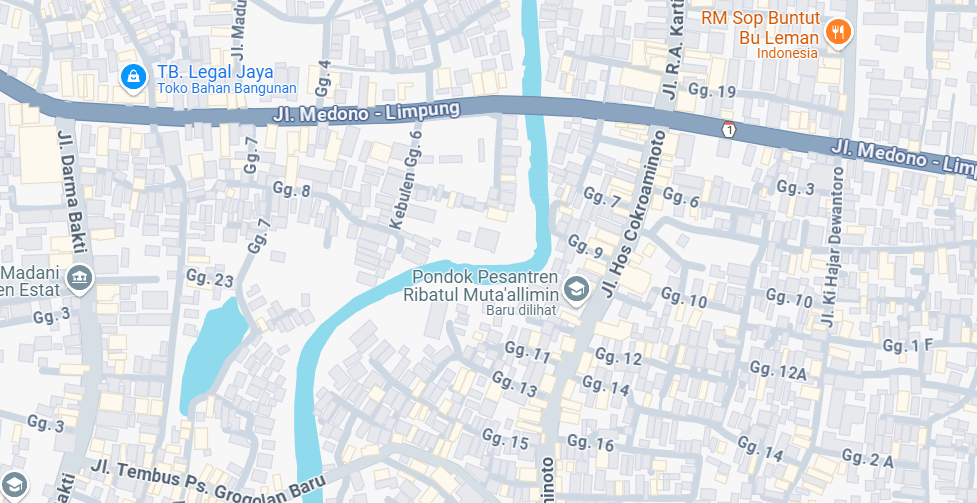 RM Sop Buntut
Bu Leman
Indonesia
Jl. Madu
Jl. R.A. Karti
TB. Legal Jaya
Toko Bahan Bangunan
Gg. 4
Gg. 19
Jl. Medono - Limpung
1
Jl. Medono - Limp
Jl. Darma Bakti
Gg. 7
Kebulen Gg. 6
Gg. 8
Gg. 7
Gg. 6
Gg. 3
Jl. Hos Cokroaminoto
Jl. Ki Hajar Dewantoro
Gg. 7
Gg. 9
Madani
en Estat
Gg. 23
Pondok Pesantren
Ribatul Muta'allimin
Baru dilihat
Gg. 10
Gg. 10
Gg. 3
Gg. 11
Gg. 12
Gg. 1 F
Gg. 12A
Gg. 13
Gg. 14
Gg. 3
Gg. 15
Gg. 16
Gg. 14
Gg. 2 A
Jl. Tembus Ps. Grogolan Baru
akti
minoto